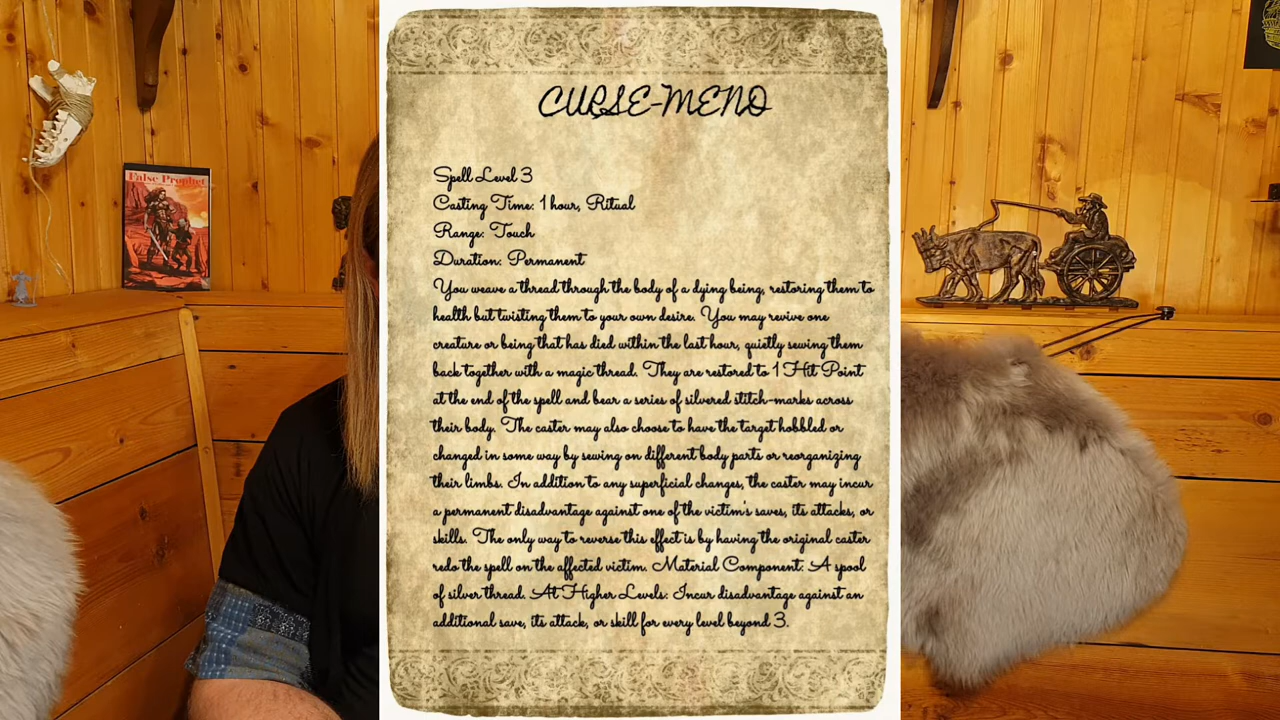 False Prophet
CURSE-MEND
Spell Level 3
Casting Time: 1 hour, Ritual
Range: Touch
Duration: Permanent
You weave a thread through the body of a dying being, restoring them to
health but twisting them to your own desire. You may revive one
creature or being that has died within the last hour, quietly sewing them
back together with a magic thread. They are restored to 1 Hit Point
at the end of the spell and bear a series of silvered stitch-marks across
their body. The caster may also choose to have the target hobbled or
changed in some way by sewing on different body parts or reorganizing
their limbs. In addition to any superficial changes, the caster may incur
a permanent disadvantage against one of the victim's saves, its attacks, or
skills. The only way to reverse this effect is by having the original caster
redo the spell on the affected victim. Material Component: A spool
of silver thread. At Higher Levels: Incur disadvantage against an
additional save, its attack, or skill for every level beyond 3.